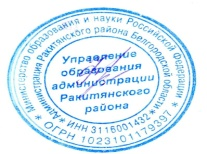 Министерство образования и науки Российской Федерации
Администрация Ракитянского района Белгородской области
* ИНН 3116001432 *
* ОГРН 1023101179397 *
Управление
образования
администрации
Ракитянского
района